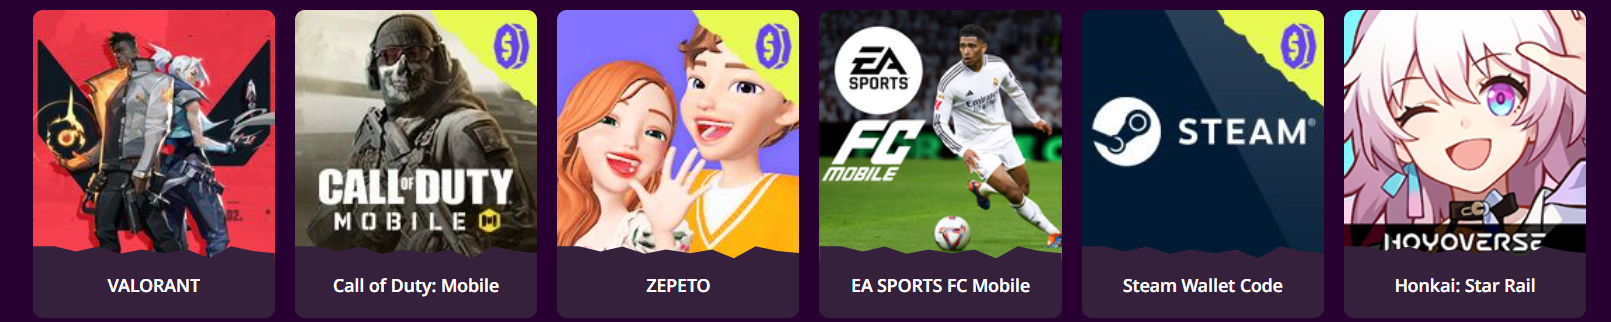 VALORANT
CALL OF DUTY
MOBILE
Call of Duty: Mobile
ZEPETO
EA
SPORTS
FC
MOBILE
EA SPORTS FC Mobile
STEAM®
Steam Wallet Code
HOYOVERSE
Honkai: Star Rail